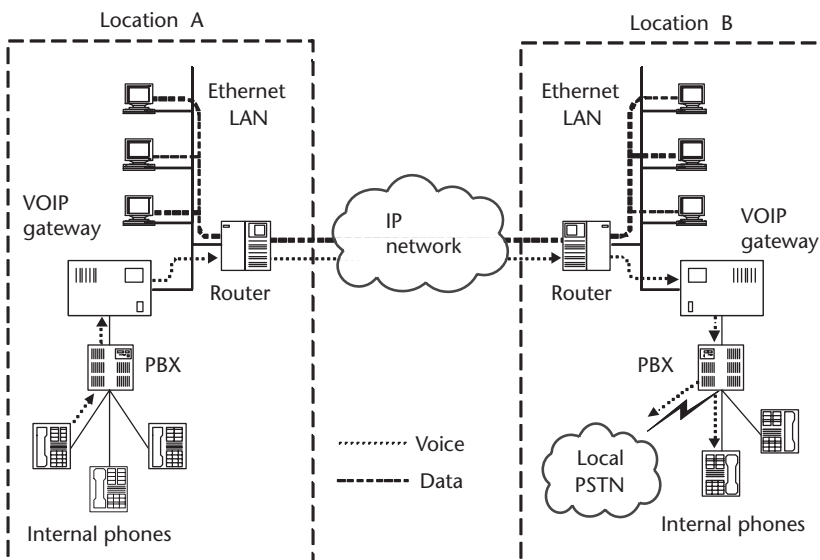 Location A
Location B
Ethernet
LAN
Ethernet
LAN
VOIP
gateway
IP
network
VOIP
gateway
Router
Router
PBX
PBX
Voice
Data
Local
PSTN
Internal phones
Internal phones